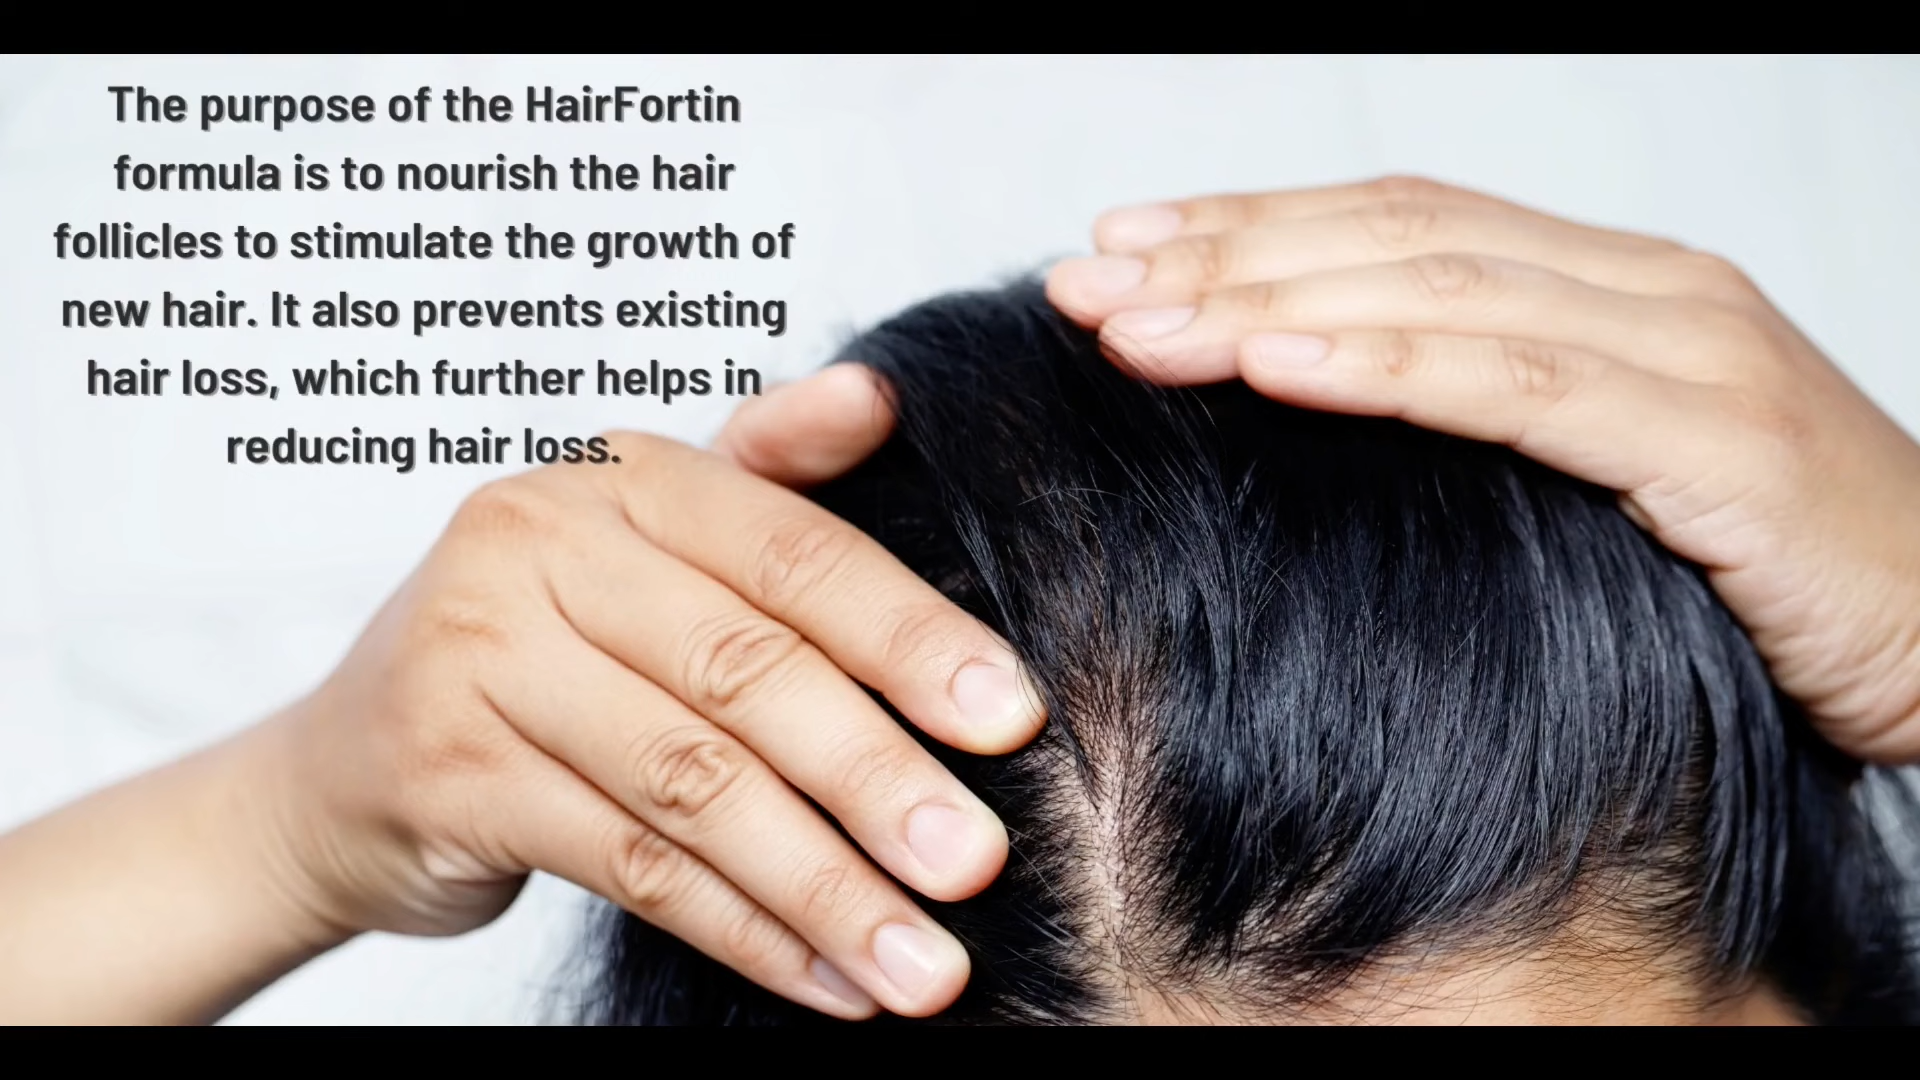 The purpose of the HairFortin
formula is to nourish the hair
follicles to stimulate the growth of
new hair. It also prevents existing
hair loss, which further helps in
reducing hair loss.